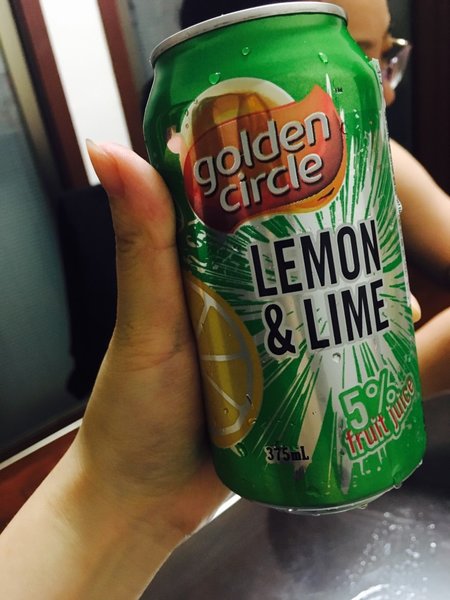 golden
circle
LEMON
& LIME
5%
fruit juice
375mL